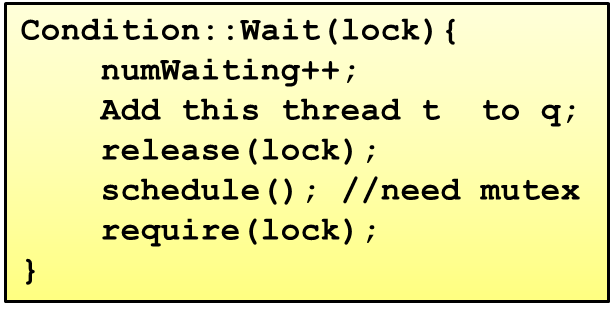 Condition::Wait(lock){
    numWaiting++;
    Add this thread t  to q;
    release(lock);
    schedule(); //need mutex
    require(lock);
}